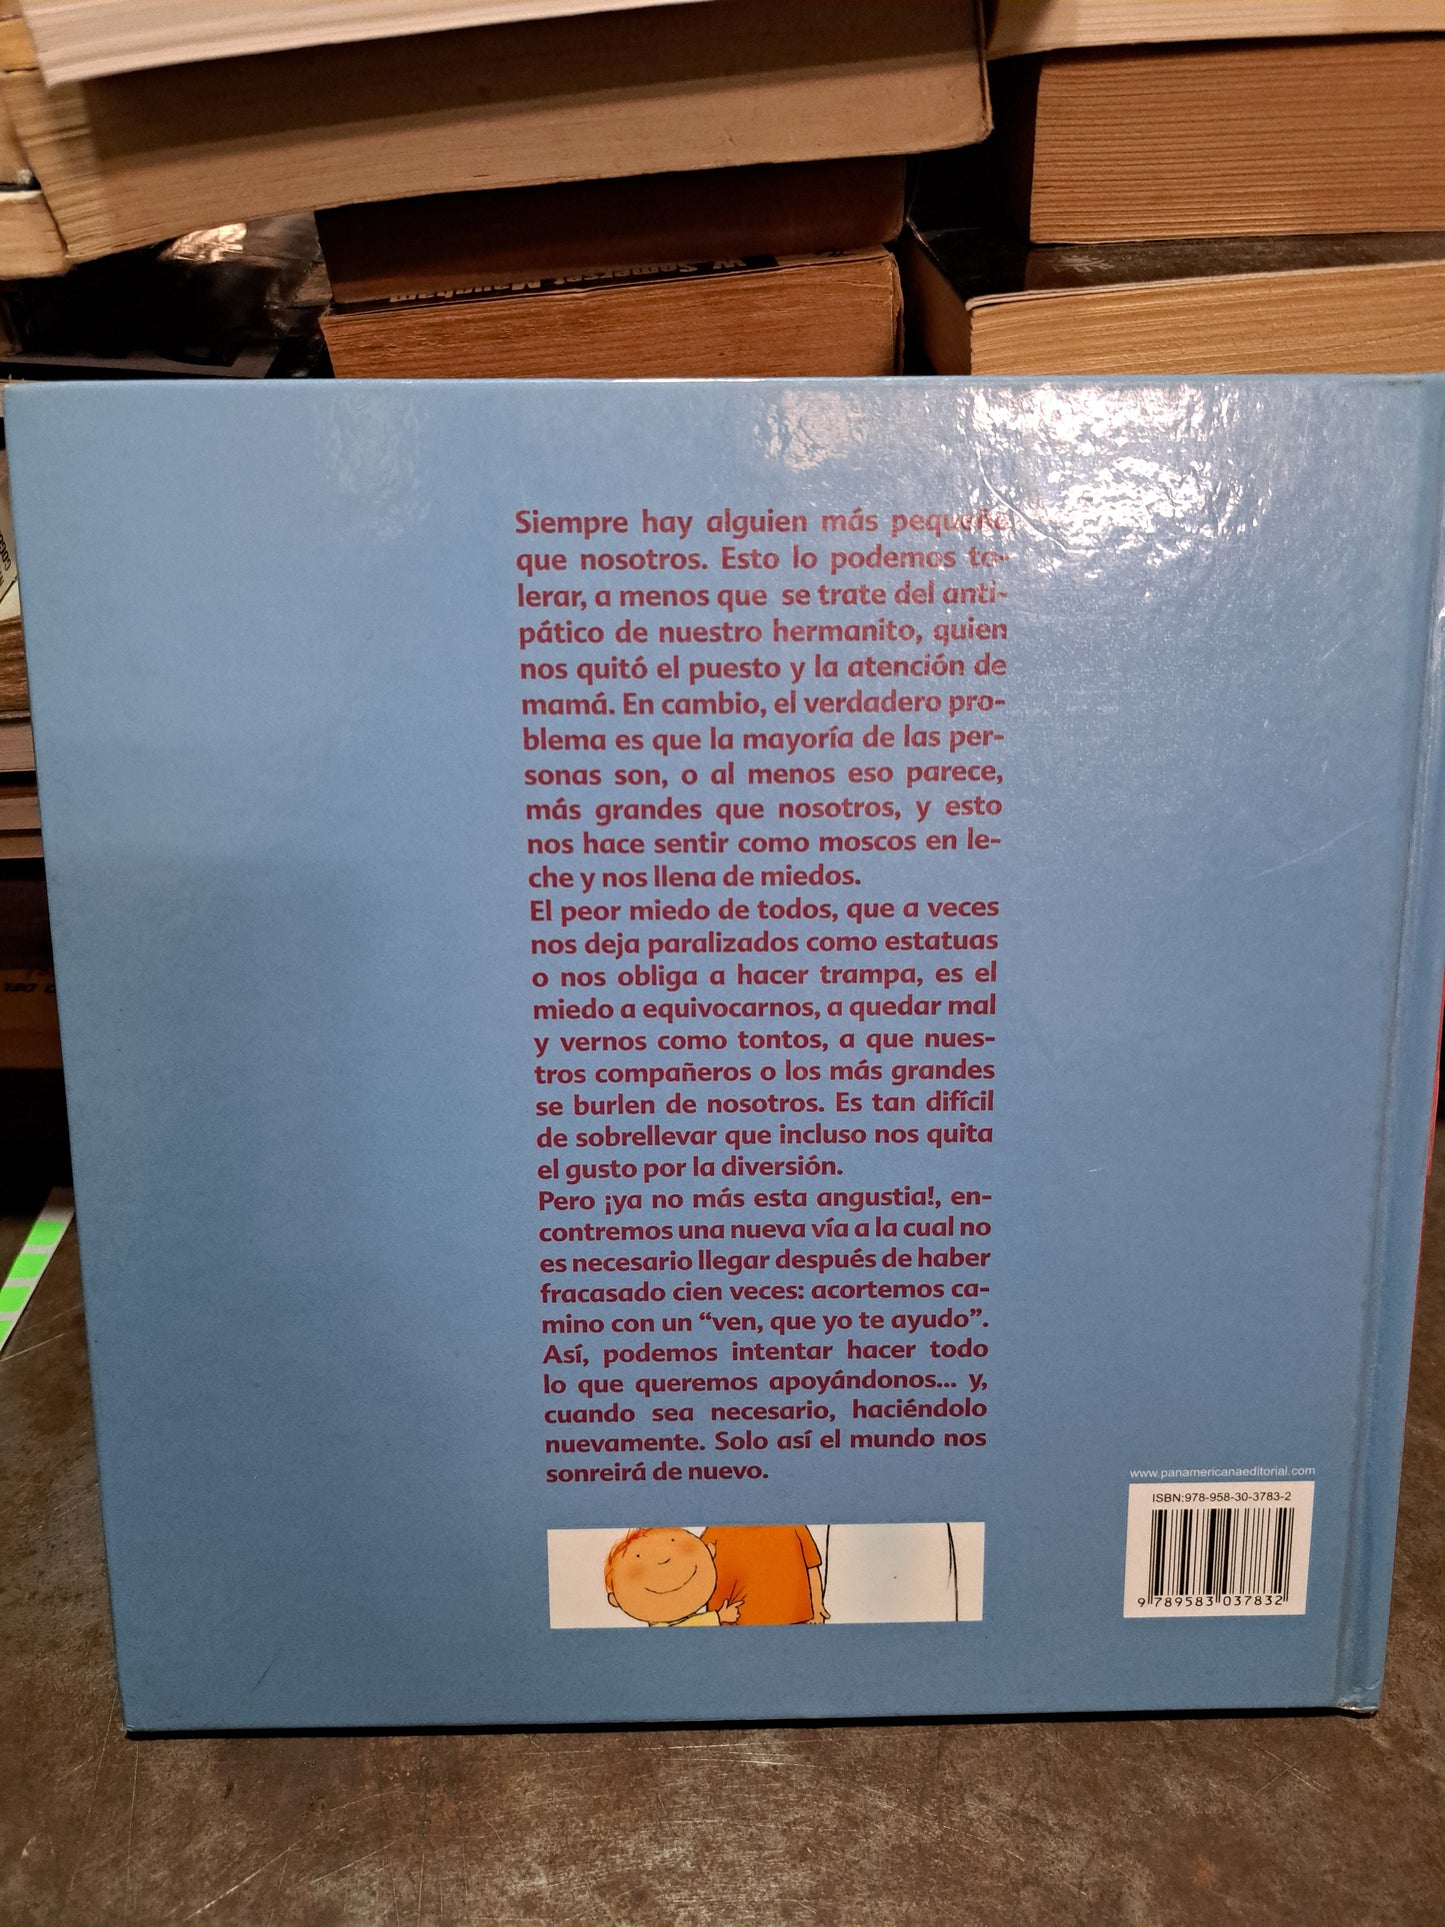 W. Somerset Maugham
Siempre hay alguien más pequeño
que nosotros. Esto lo podemos to-
lerar, a menos que se trate del anti-
pático de nuestro hermanito, quien
nos quitó el puesto y la atención de
mamá. En cambio, el verdadero pro-
blema es que la mayoría de las per-
sonas son, o al menos eso parece,
más grandes que nosotros, y esto
nos hace sentir como moscos en le-
che y nos llena de miedos.
El peor miedo de todos, que a veces
nos deja paralizados como estatuas
o nos obliga a hacer trampa, es el
miedo a equivocarnos, a quedar mal
y vernos como tontos, a que nues-
tros compañeros o los más grandes
se burlen de nosotros. Es tan difícil
de sobrellevar que incluso nos quita
el gusto por la diversión.
Pero ¡ya no más esta angustia!, en-
contremos una nueva vía a la cual no
es necesario llegar después de haber
fracasado cien veces: acortemos ca-
mino con un “ven, que yo te ayudo”.
Así, podemos intentar hacer todo
lo que queremos apoyándonos... y,
cuando sea necesario, haciéndolo
nuevamente. Solo así el mundo nos
sonreirá de nuevo.
www.panamericanaeditorial.com
ISBN:978-958-30-3783-2
9 789583 037832